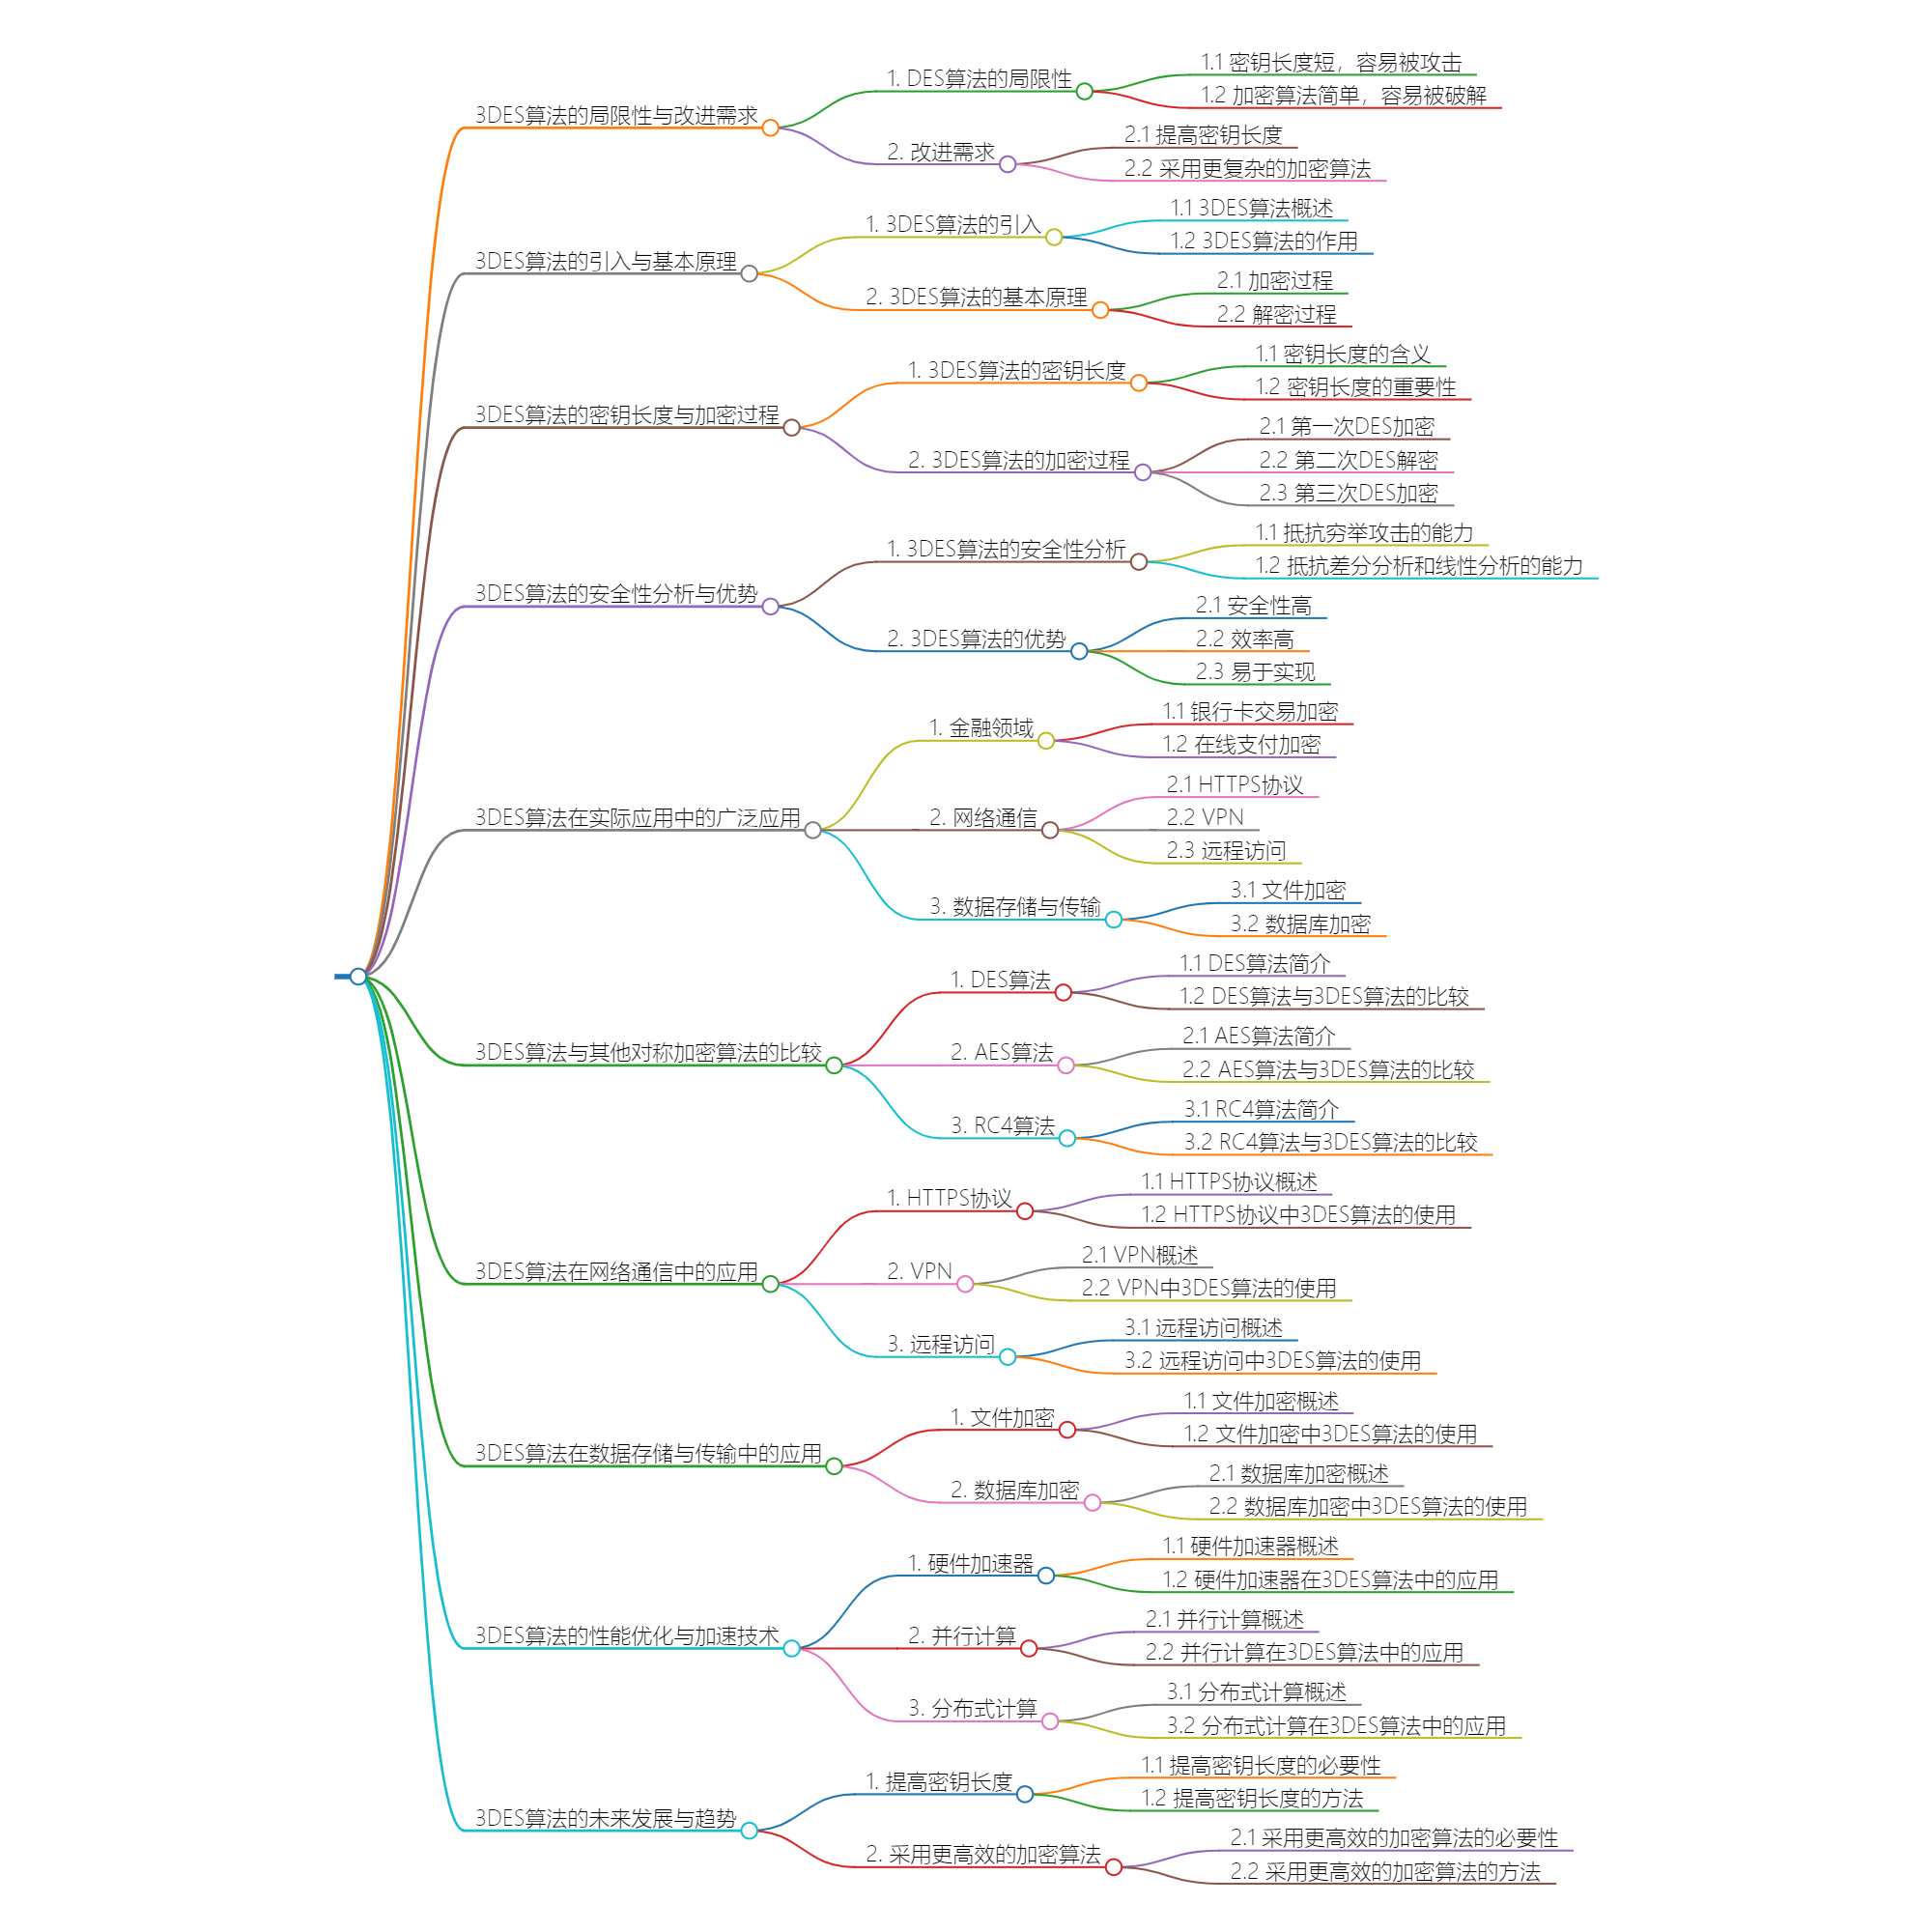 3DES算法的局限性与改进需求
1. DES算法的局限性
1.1 密钥长度短，容易被攻击
1.2 加密算法简单，容易被破解
2. 改进需求
2.1 提高密钥长度
2.2 采用更复杂的加密算法
3DES算法的引入与基本原理
1. 3DES算法的引入
1.1 3DES算法概述
1.2 3DES算法的作用
2. 3DES算法的基本原理
2.1 加密过程
2.2 解密过程
3DES算法的密钥长度与加密过程
1. 3DES算法的密钥长度
1.1 密钥长度的含义
1.2 密钥长度的重要性
2. 3DES算法的加密过程
2.1 第一次DES加密
2.2 第二次DES解密
2.3 第三次DES加密
3DES算法的安全性分析与优势
1. 3DES算法的安全性分析
1.1 抵抗穷举攻击的能力
1.2 抵抗差分分析和线性分析的能力
2. 3DES算法的优势
2.1 安全性高
2.2 效率高
2.3 易于实现
3DES算法在实际应用中的广泛应用
1. 金融领域
1.1 银行卡交易加密
1.2 在线支付加密
2. 网络通信
2.1 HTTPS协议
2.2 VPN
2.3 远程访问
3. 数据存储与传输
3.1 文件加密
3.2 数据库加密
3DES算法与其他对称加密算法的比较
1. DES算法
1.1 DES算法简介
1.2 DES算法与3DES算法的比较
2. AES算法
2.1 AES算法简介
2.2 AES算法与3DES算法的比较
3. RC4算法
3.1 RC4算法简介
3.2 RC4算法与3DES算法的比较
3DES算法在网络通信中的应用
1. HTTPS协议
1.1 HTTPS协议概述
1.2 HTTPS协议中3DES算法的使用
2. VPN
2.1 VPN概述
2.2 VPN中3DES算法的使用
3. 远程访问
3.1 远程访问概述
3.2 远程访问中3DES算法的使用
3DES算法在数据存储与传输中的应用
1. 文件加密
1.1 文件加密概述
1.2 文件加密中3DES算法的使用
2. 数据库加密
2.1 数据库加密概述
2.2 数据库加密中3DES算法的使用
3DES算法的性能优化与加速技术
1. 硬件加速器
1.1 硬件加速器概述
1.2 硬件加速器在3DES算法中的应用
2. 并行计算
2.1 并行计算概述
2.2 并行计算在3DES算法中的应用
3. 分布式计算
3.1 分布式计算概述
3.2 分布式计算在3DES算法中的应用
3DES算法的未来发展与趋势
1. 提高密钥长度
1.1 提高密钥长度的必要性
1.2 提高密钥长度的方法
2. 采用更高效的加密算法
2.1 采用更高效的加密算法的必要性
2.2 采用更高效的加密算法的方法